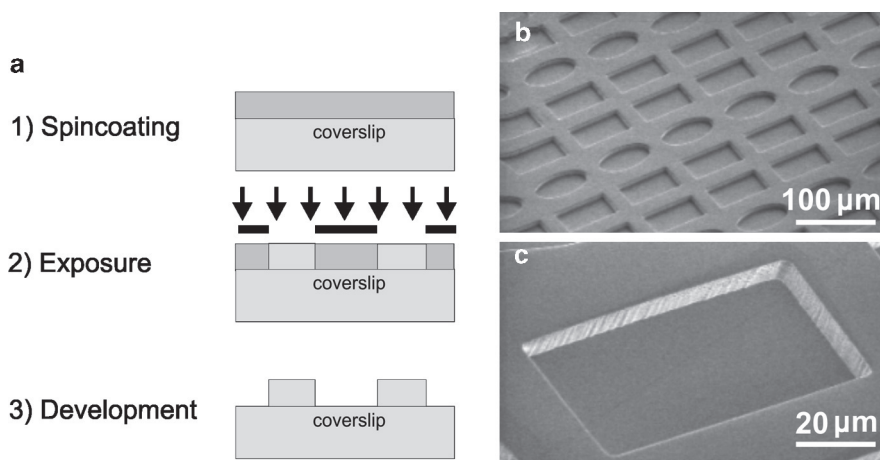 a
1) Spincoating
coverslip
2) Exposure
coverslip
3) Development
coverslip
b
100 µm
c
20 µm